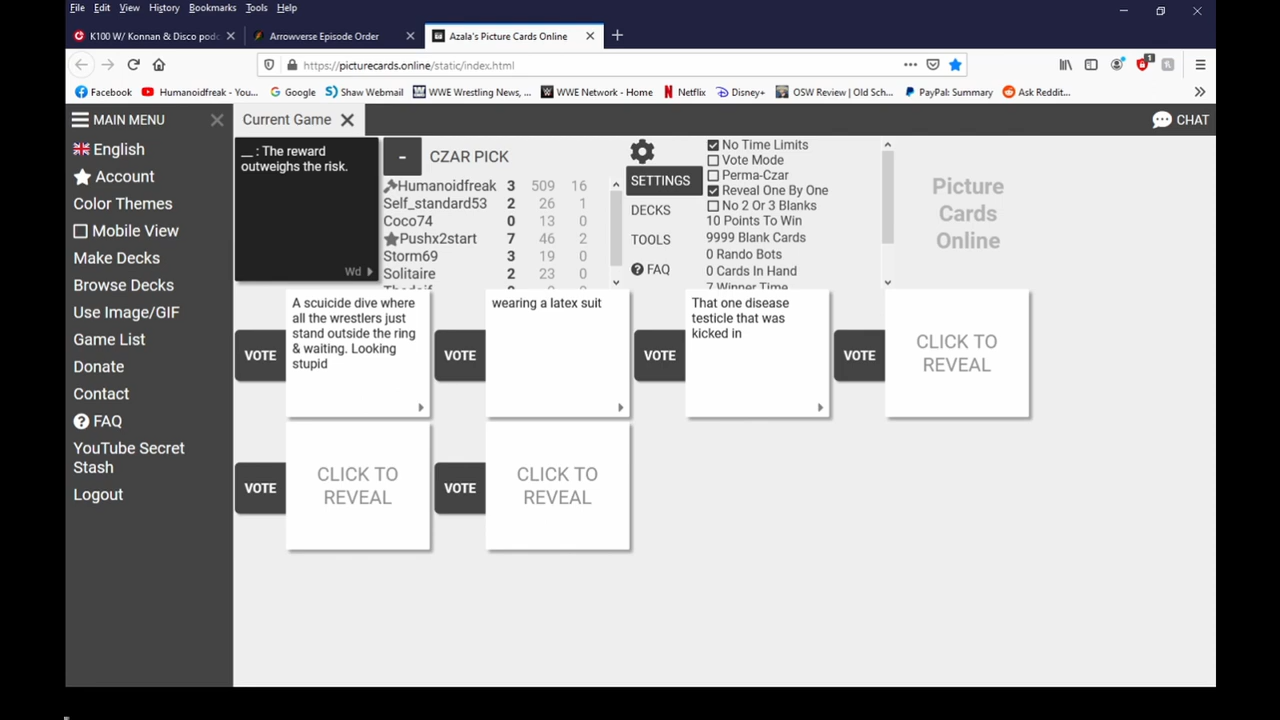 File Edit View History Bookmarks Tools Help
K100 W/ Konnan & Disco podc
Arrowverse Episode Order
Azala's Picture Cards Online
https://picturecards.online/static/index.html
Facebook
Humanoidfreak - You...
Google
Shaw Webmail
WWE Wrestling News, ...
WWE Network - Home
Netflix
Disney+
OSW Review | Old Sch...
PayPal: Summary
Ask Reddit...
MAIN MENU
Current Game
CHAT
English
Account
Color Themes
Mobile View
Make Decks
Browse Decks
Use Image/GIF
Game List
Donate
Contact
FAQ
YouTube Secret
Stash
Logout
__ : The reward
outweighs the risk.
Wd
- CZAR PICK
Humanoidfreak 3 509 16
Self_standard53 2 26 1
Coco74 0 13 0
Pushx2start 7 46 2
Storm69 3 19 0
Solitaire 2 23 0
SETTINGS
DECKS
TOOLS
FAQ
No Time Limits
Vote Mode
Perma-Czar
Reveal One By One
No 2 Or 3 Blanks
10 Points To Win
9999 Blank Cards
0 Rando Bots
0 Cards In Hand
7 Winner Time
Picture
Cards
Online
VOTE
A scuicide dive where
all the wrestlers just
stand outside the ring
& waiting. Looking
stupid
VOTE
wearing a latex suit
VOTE
That one disease
testicle that was
kicked in
VOTE
CLICK TO
REVEAL
VOTE
CLICK TO
REVEAL
VOTE
CLICK TO
REVEAL